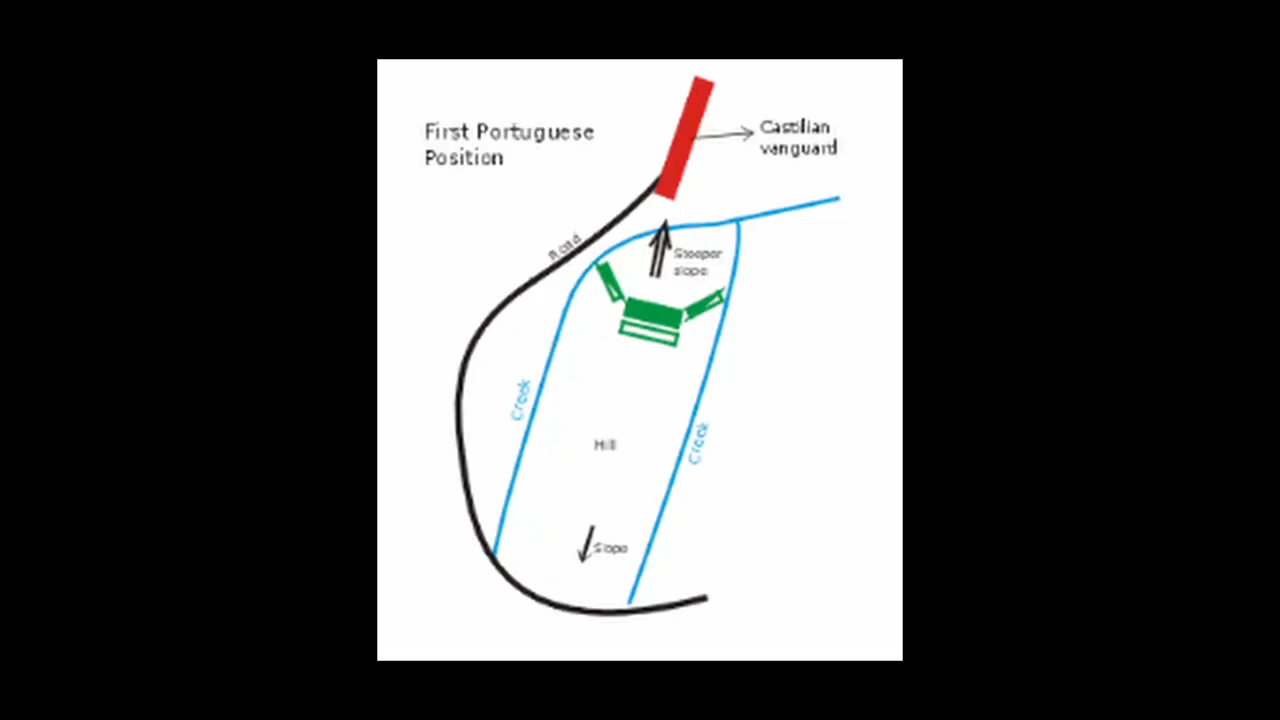 First Portuguese
Position
Castilian
vanguard
Road
Steeper
slope
Creek
Creek
Hill
Slope